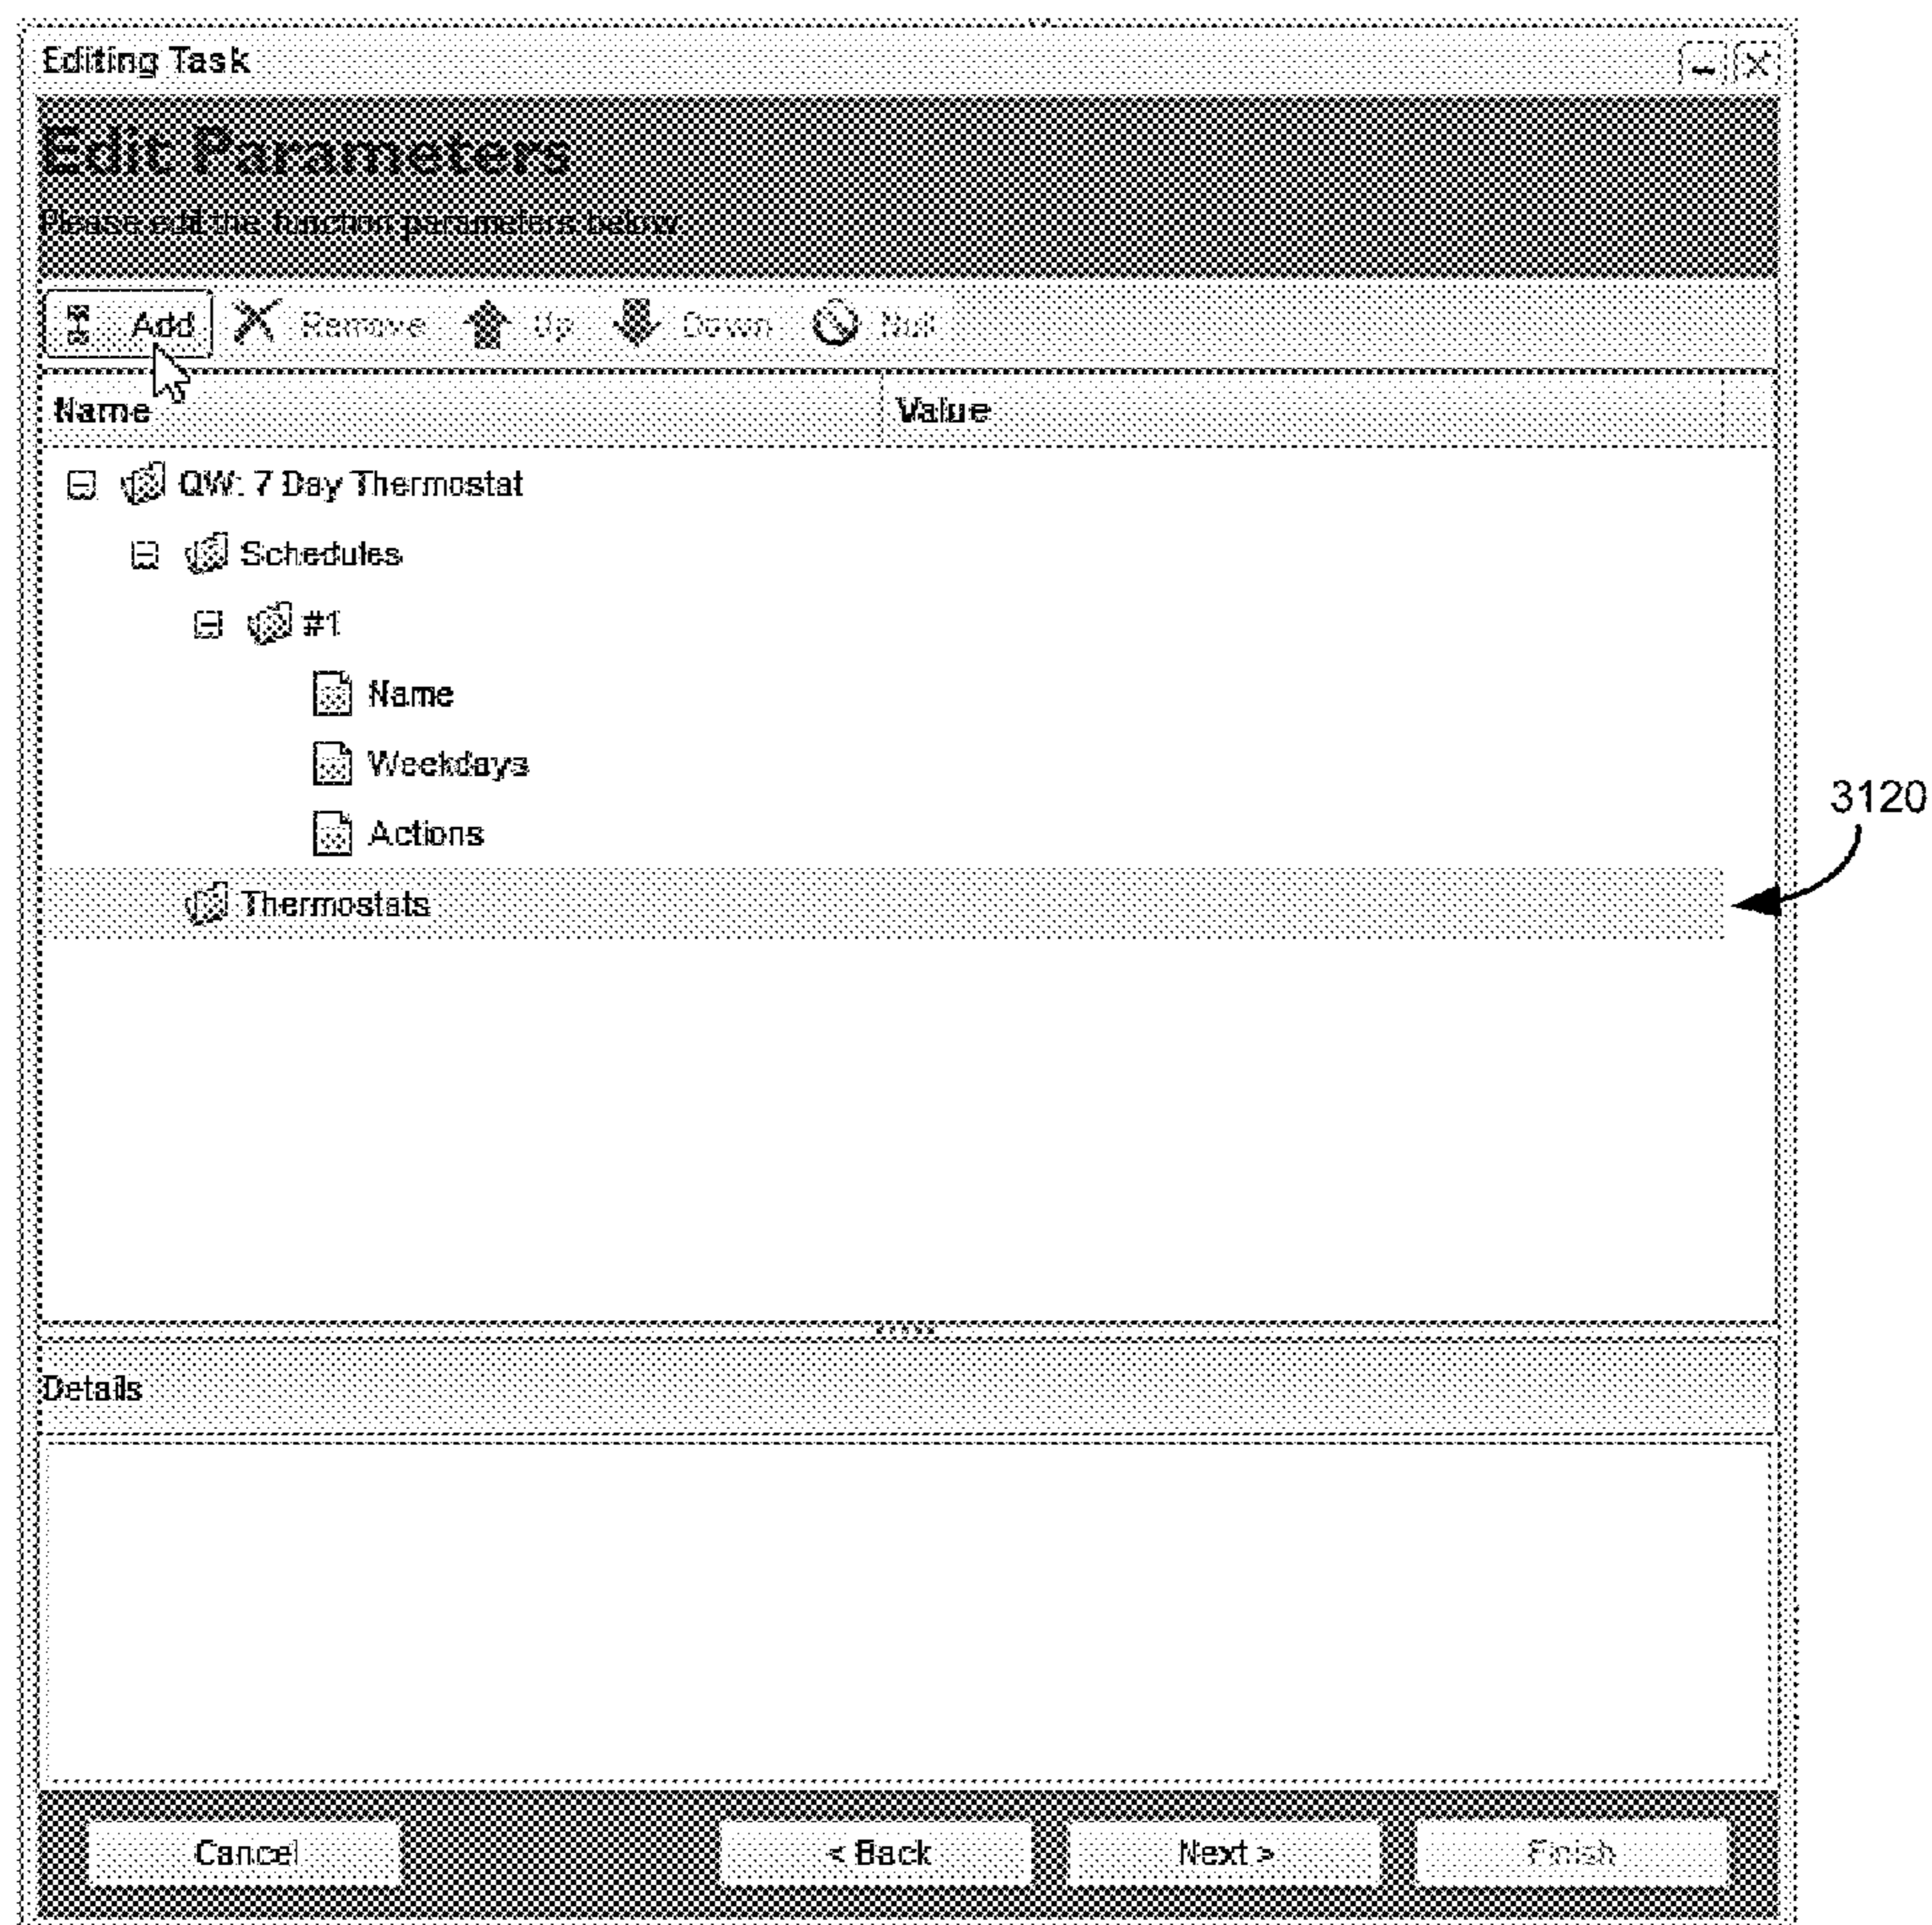 Editing Task
Edit Parameters
Please edit the function parameters below.
Add Remove Up Down Null
Name Value
QW: 7 Day Thermostat
Schedules
#1
Name
Weekdays
Actions
3120
Thermostats
Details
Cancel < Back Next > Finish